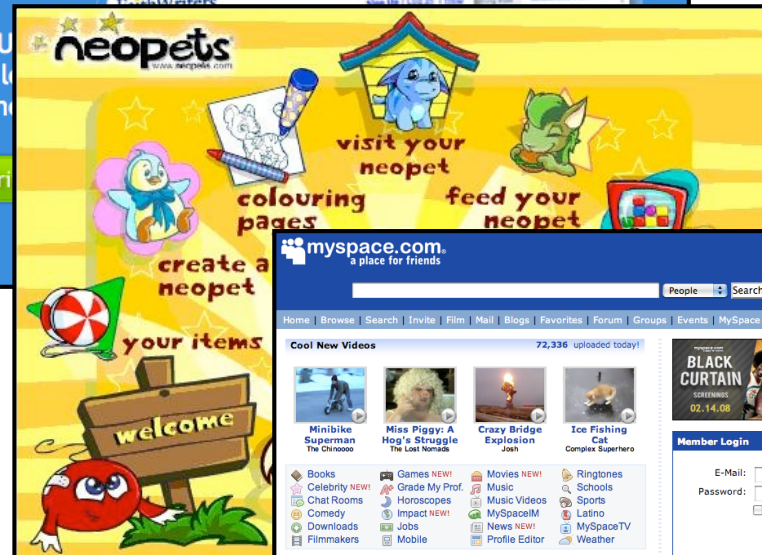 FaithWriters
neopets
www.neopets.com
visit your
neopet
colouring
pages
feed your
neopet
create a
neopet
your items
welcome
myspace.com
a place for friends
People
Search
Home | Browse | Search | Invite | Film | Mail | Blogs | Favorites | Forum | Groups | Events | MySpace
Cool New Videos
72,336 uploaded today!
Minibike
Superman
The Chinoooo
Miss Piggy: A
Hog's Struggle
The Lost Nomads
Crazy Bridge
Explosion
Josh
Ice Fishing
Cat
Complex Superhero
Books
Celebrity NEW!
Chat Rooms
Comedy
Downloads
Filmmakers
Games NEW!
Grade My Prof.
Horoscopes
Impact NEW!
Jobs
Mobile
Movies NEW!
Music
Music Videos
MySpaceIM
News NEW!
Profile Editor
Ringtones
Schools
Sports
Latino
MySpaceTV
Weather
BLACK
CURTAIN
SCREENINGS
02.14.08
Member Login
E-Mail:
Password: